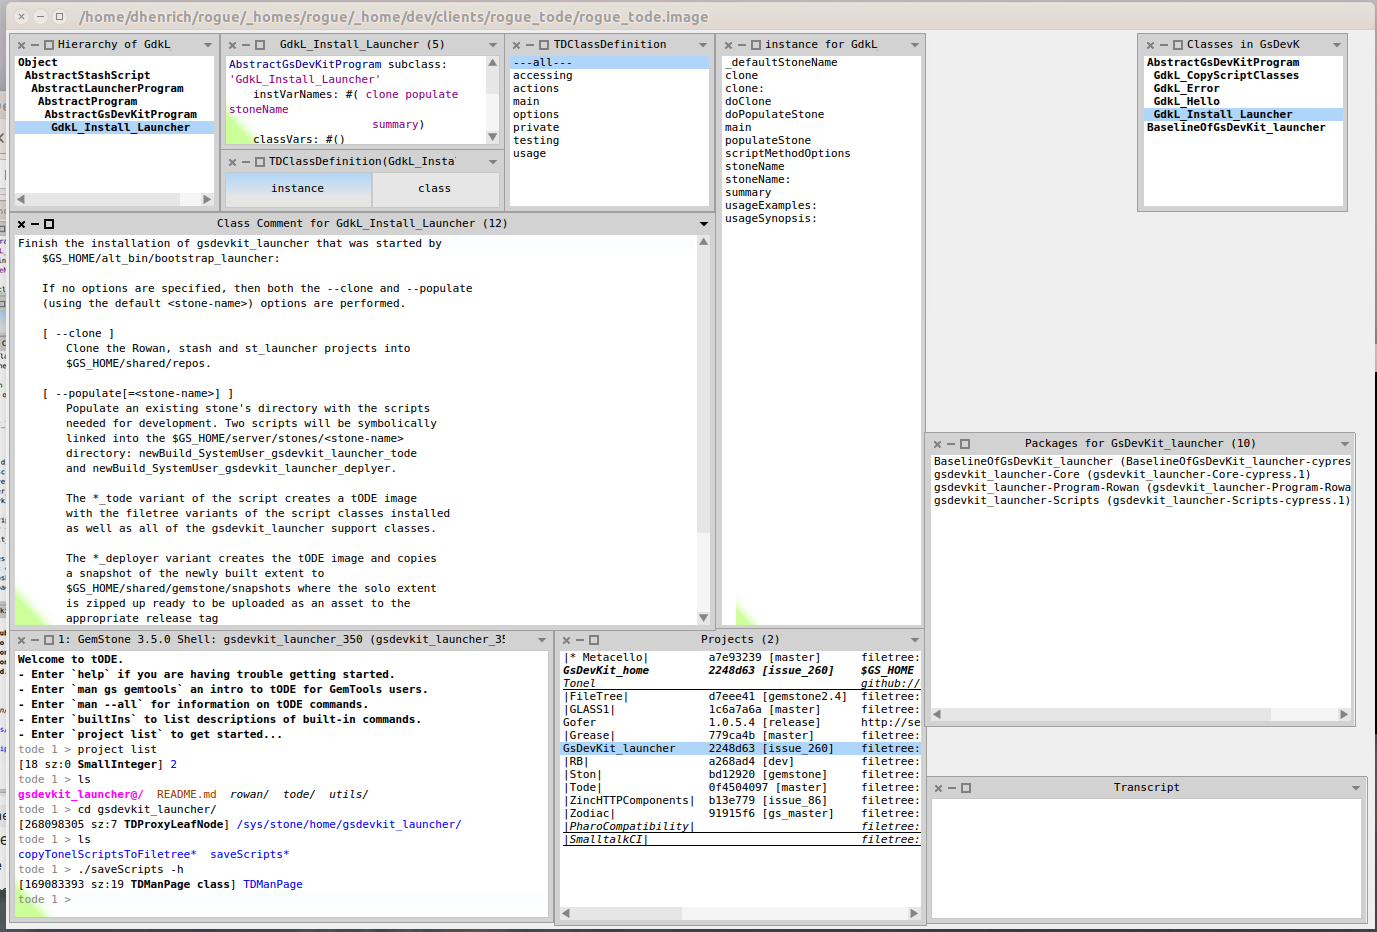 /home/dhenrich/rogue/_homes/rogue/_home/dev/clients/rogue_tode/rogue_tode.image
Hierarchy of GdkL
Object
AbstractStashScript
AbstractLauncherProgram
AbstractProgram
AbstractGsDevKitProgram
GdkL_Install_Launcher
GdkL_Install_Launcher (5)
AbstractGsDevKitProgram subclass:
'GdkL_Install_Launcher'
instVarNames: #( clone populate
stoneName
summary)
classVars: #()
TDClassDefinition(GdkL_Insta
instance
class
TDClassDefinition
---all---
accessing
actions
main
options
private
testing
usage
instance for GdkL
_defaultStoneName
clone
clone:
doClone
doPopulateStone
main
populateStone
scriptMethodOptions
stoneName
stoneName:
summary
usageExamples:
usageSynopsis:
Classes in GsDevK
AbstractGsDevKitProgram
GdkL_CopyScriptClasses
GdkL_Error
GdkL_Hello
GdkL_Install_Launcher
BaselineOfGsDevKit_launcher
Class Comment for GdkL_Install_Launcher (12)
Finish the installation of gsdevkit_launcher that was started by
$GS_HOME/alt_bin/bootstrap_launcher:
If no options are specified, then both the --clone and --populate
(using the default <stone-name>) options are performed.
[ --clone ]
Clone the Rowan, stash and st_launcher projects into
$GS_HOME/shared/repos.
[ --populate[=<stone-name>] ]
Populate an existing stone's directory with the scripts
needed for development. Two scripts will be symbolically
linked into the $GS_HOME/server/stones/<stone-name>
directory: newBuild_SystemUser_gsdevkit_launcher_tode
and newBuild_SystemUser_gsdevkit_launcher_deplyer.
The *_tode variant of the script creates a tODE image
with the filetree variants of the script classes installed
as well as all of the gsdevkit_launcher support classes.
The *_deployer variant creates the tODE image and copies
a snapshot of the newly built extent to
$GS_HOME/shared/gemstone/snapshots where the solo extent
is zipped up ready to be uploaded as an asset to the
appropriate release tag
Packages for GsDevKit_launcher (10)
BaselineOfGsDevKit_launcher (BaselineOfGsDevKit_launcher-cypres
gsdevkit_launcher-Core (gsdevkit_launcher-Core-cypress.1)
gsdevkit_launcher-Program-Rowan (gsdevkit_launcher-Program-Rowa
gsdevkit_launcher-Scripts (gsdevkit_launcher-Scripts-cypress.1)
1: GemStone 3.5.0 Shell: gsdevkit_launcher_350 (gsdevkit_launcher_35
Welcome to tODE.
- Enter `help` if you are having trouble getting started.
- Enter `man gs gemtools` an intro to tODE for GemTools users.
- Enter `man --all` for information on tODE commands.
- Enter `builtIns` to list descriptions of built-in commands.
- Enter `project list` to get started...
tode 1 > project list
[18 sz:0 SmallInteger] 2
tode 1 > ls
gsdevkit_launcher@/ README.md rowan/ tode/ utils/
tode 1 > cd gsdevkit_launcher/
[268098305 sz:7 TDProxyLeafNode] /sys/stone/home/gsdevkit_launcher/
tode 1 > ls
copyTonelScriptsToFiletree* saveScripts*
tode 1 > ./saveScripts -h
[169083393 sz:19 TDManPage class] TDManPage
tode 1 >
Projects (2)
|* Metacello| a7e93239 [master] filetree:
GsDevKit_home 2248d63 [issue_260] $GS_HOME
Tonel github://
|FileTree| d7eee41 [gemstone2.4] filetree:
|GLASS1| 1c6a7a6a [master] filetree:
Gofer 1.0.5.4 [release] http://se
|Grease| 779ca4b [master] filetree:
GsDevKit_launcher 2248d63 [issue_260] filetree:
|RB| a268ad4 [dev] filetree:
|Ston| bd12920 [gemstone] filetree:
|Tode| 0f4504097 [master] filetree:
|ZincHTTPComponents| b13e779 [issue_86] filetree:
|Zodiac| 91915f6 [gs_master] filetree:
|PharoCompatibility| filetree:
|SmalltalkCI| filetree:
Transcript